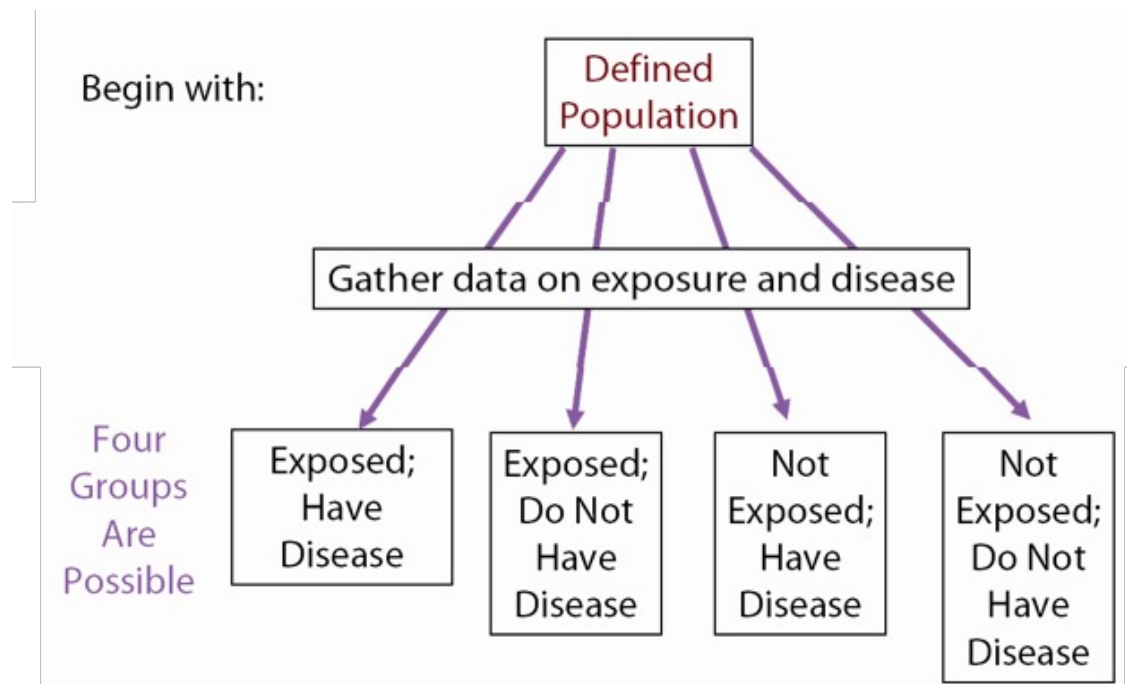 Begin with:
Defined
Population
Gather data on exposure and disease
Four
Groups
Are
Possible
Exposed;
Have
Disease
Exposed;
Do Not
Have
Disease
Not
Exposed;
Have
Disease
Not
Exposed;
Do Not
Have
Disease